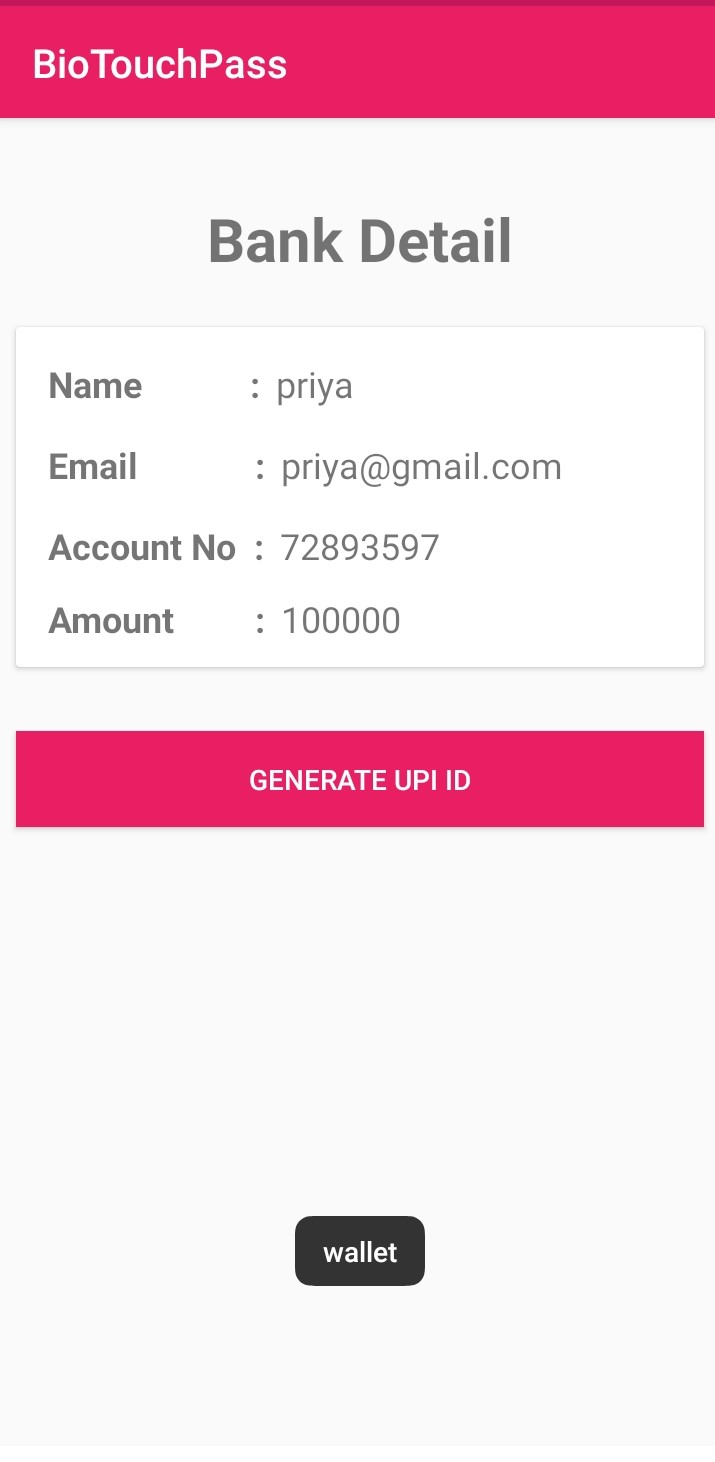 BioTouchPass
Bank Detail
Name : priya
Email : priya@gmail.com
Account No : 72893597
Amount : 100000
GENERATE UPI ID
wallet